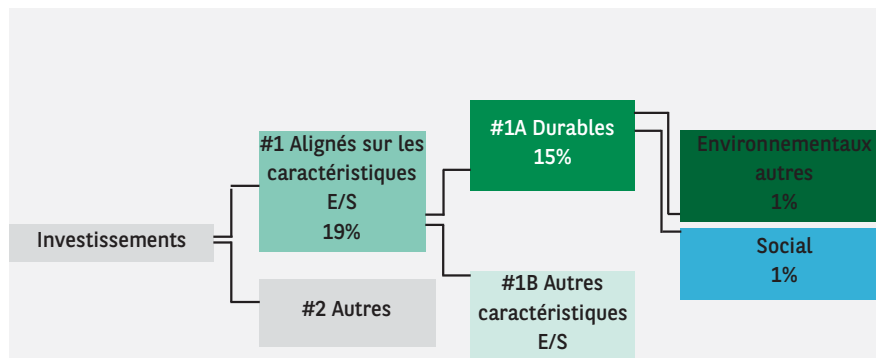 Investissements
#1 Alignés sur les
caractéristiques
E/S
19%
#2 Autres
#1A Durables
15%
#1B Autres
caractéristiques
E/S
Environnementaux
autres
1%
Social
1%